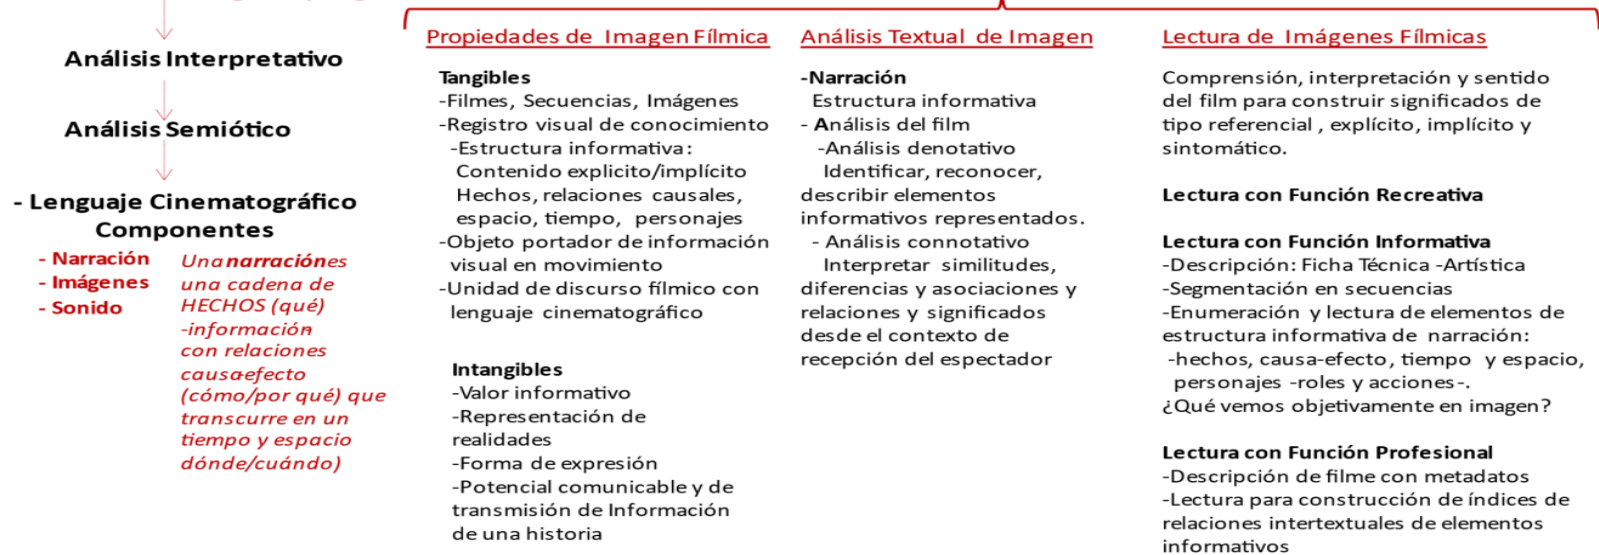 Análisis Interpretativo
Análisis Semiótico
- Lenguaje Cinematográfico
Componentes
- Narración
- Imágenes
- Sonido
Una narración es
una cadena de
HECHOS (qué)
-información-
con relaciones
causa-efecto
(cómo/por qué) que
transcurre en un
tiempo y espacio
dónde/cuándo)
Propiedades de Imagen Fílmica
Tangibles
-Filmes, Secuencias, Imágenes
-Registro visual de conocimiento
-Estructura informativa:
Contenido explicito/implícito
Hechos, relaciones causales,
espacio, tiempo, personajes
-Objeto portador de información
visual en movimiento
-Unidad de discurso fílmico con
lenguaje cinematográfico
Intangibles
-Valor informativo
-Representación de
realidades
-Forma de expresión
-Potencial comunicable y de
transmisión de Información
de una historia
Análisis Textual de Imagen
-Narración
Estructura informativa
- Análisis del film
-Análisis denotativo
Identificar, reconocer,
describir elementos
informativos representados.
- Análisis connotativo
Interpretar similitudes,
diferencias y asociaciones y
relaciones y significados
desde el contexto de
recepción del espectador
Lectura de Imágenes Fílmicas
Comprensión, interpretación y sentido
del film para construir significados de
tipo referencial , explícito, implícito y
sintomático.
Lectura con Función Recreativa
Lectura con Función Informativa
-Descripción: Ficha Técnica -Artística
-Segmentación en secuencias
-Enumeración y lectura de elementos de
estructura informativa de narración:
-hechos, causa-efecto, tiempo y espacio,
personajes -roles y acciones-.
¿Qué vemos objetivamente en imagen?
Lectura con Función Profesional
-Descripción de filme con metadatos
-Lectura para construcción de índices de
relaciones intertextuales de elementos
informativos